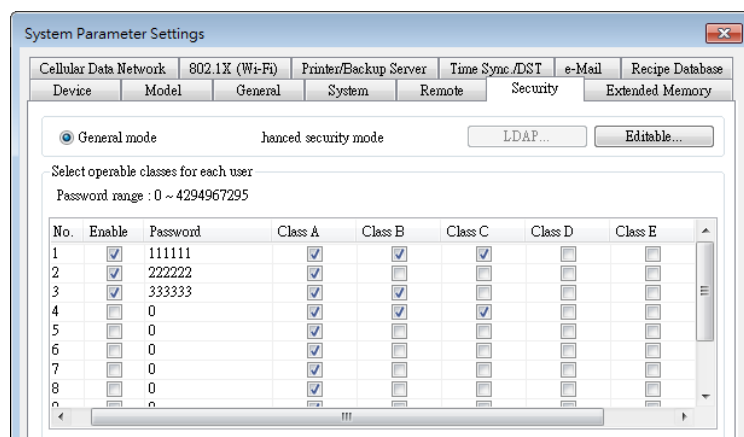 System Parameter Settings
Cellular Data Network 802.1X (Wi-Fi) Printer/Backup Server Time Sync./DST e-Mail Recipe Database
Device Model General System Remote Security Extended Memory
General mode hanced security mode LDAP... Editable...
Select operable classes for each user
Password range : 0 ~ 4294967295
No. Enable Password Class A Class B Class C Class D Class E
1 111111
2 222222
3 333333
4 0
5 0
6 0
7 0
8 0